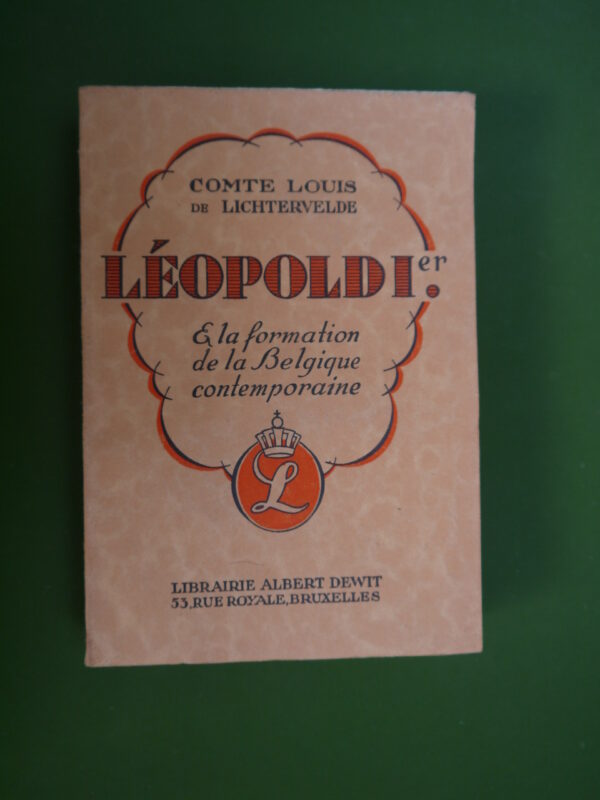 COMTE LOUIS
DE LICHTERVELDE
LÉOPOLD Ier.
& la formation
de la Belgique
contemporaine
L
LIBRAIRIE ALBERT DEWIT
53, RUE ROYALE, BRUXELLES